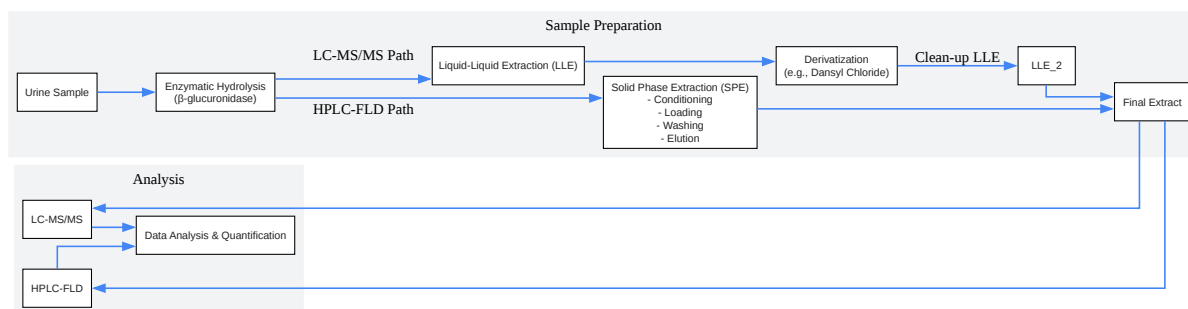 Sample Preparation
LC-MS/MS Path
Liquid-Liquid Extraction (LLE)
Derivatization
(e.g., Dansyl Chloride)
Clean-up LLE
LLE_2
Urine Sample
Enzymatic Hydrolysis
(β-glucuronidase)
HPLC-FLD Path
Solid Phase Extraction (SPE)
- Conditioning
- Loading
- Washing
- Elution
Final Extract
Analysis
LC-MS/MS
Data Analysis & Quantification
HPLC-FLD